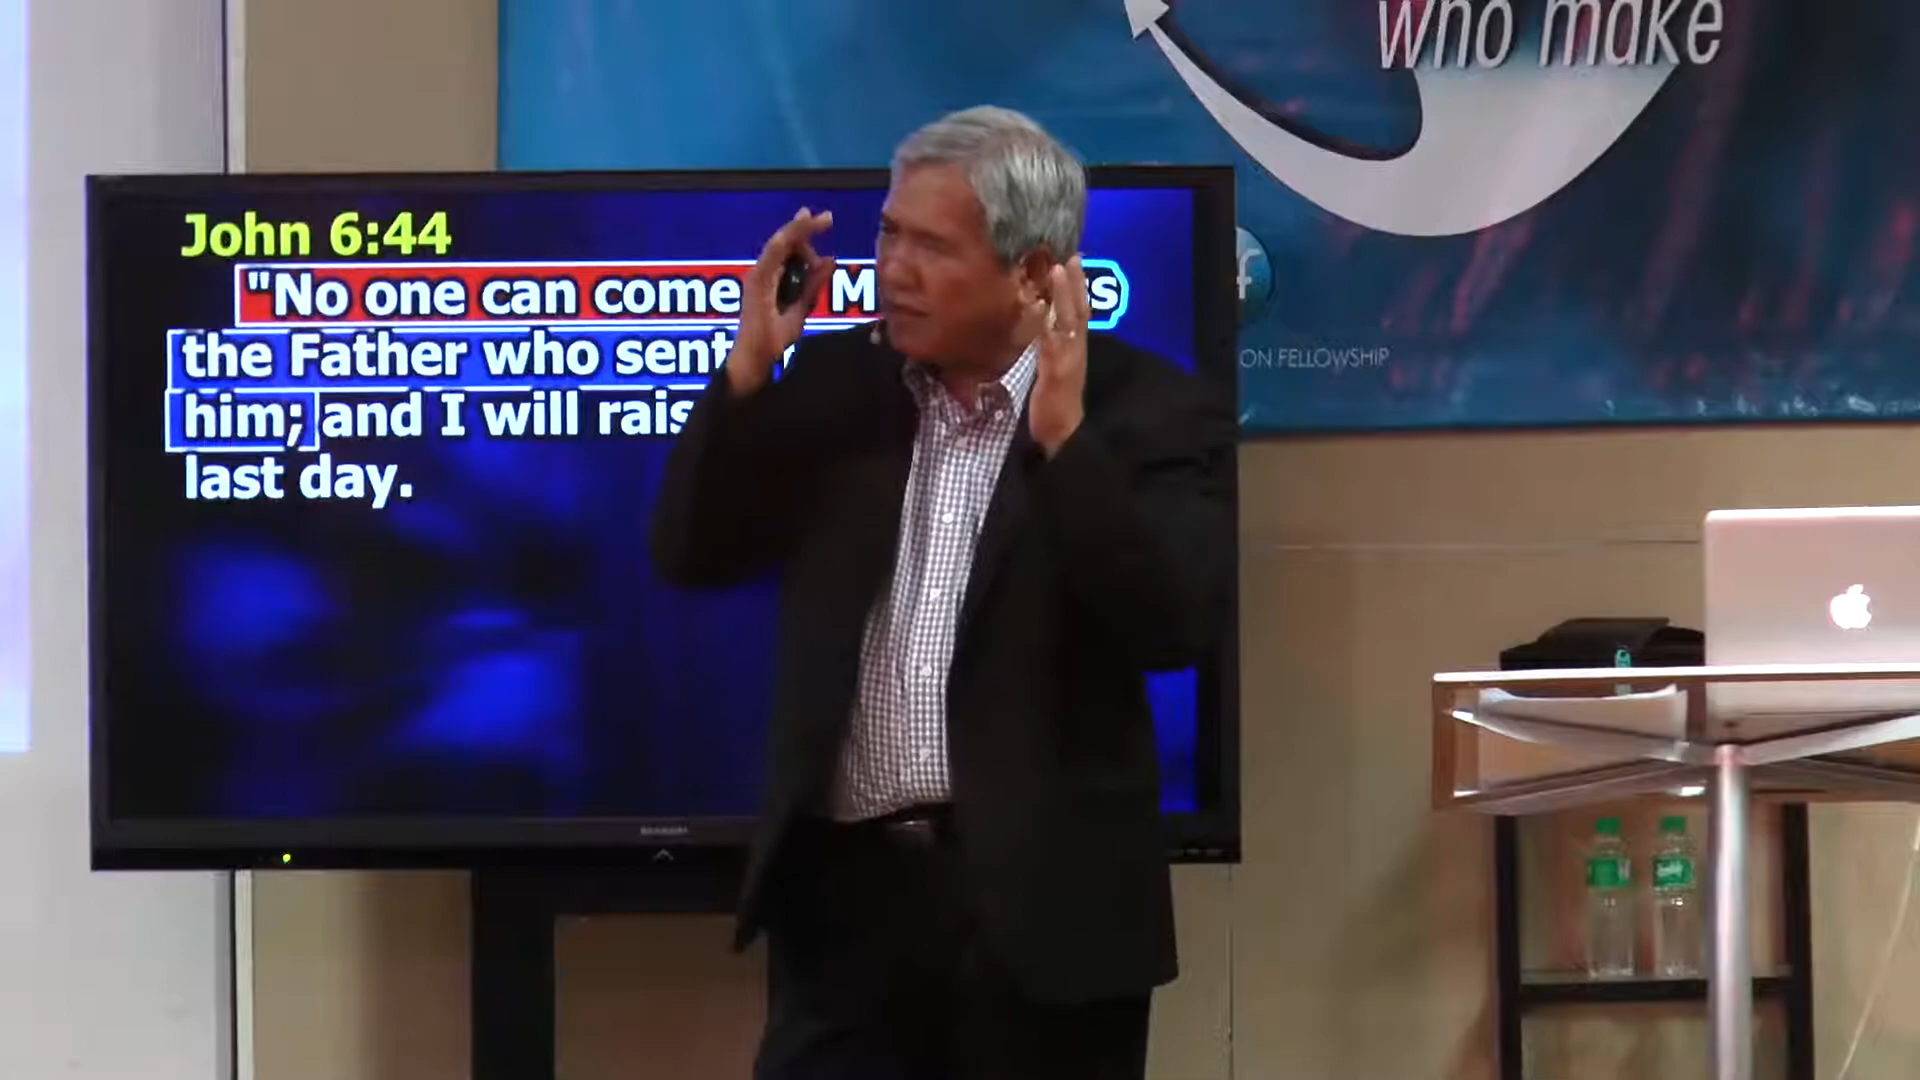 who make
John 6:44
"No one can come M ss
the Father who sent
him; and I will rais
last day.
f
ON FELLOWSHIP